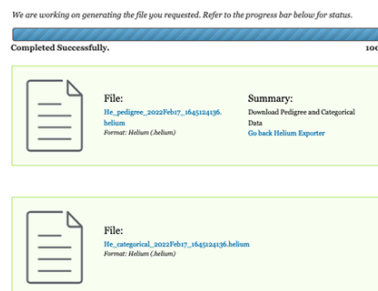 We are working on generating the file you requested. Refer to the progress bar below for status.
Completed Successfully. 100
File:
He_pedigree_2022Feb17_1645124136.
helium
Format: Helium (.helium)
Summary:
Download Pedigree and Categorical
Data
Go back Helium Exporter
File:
He_categorical_2022Feb17_1645124136.helium
Format: Helium (.helium)